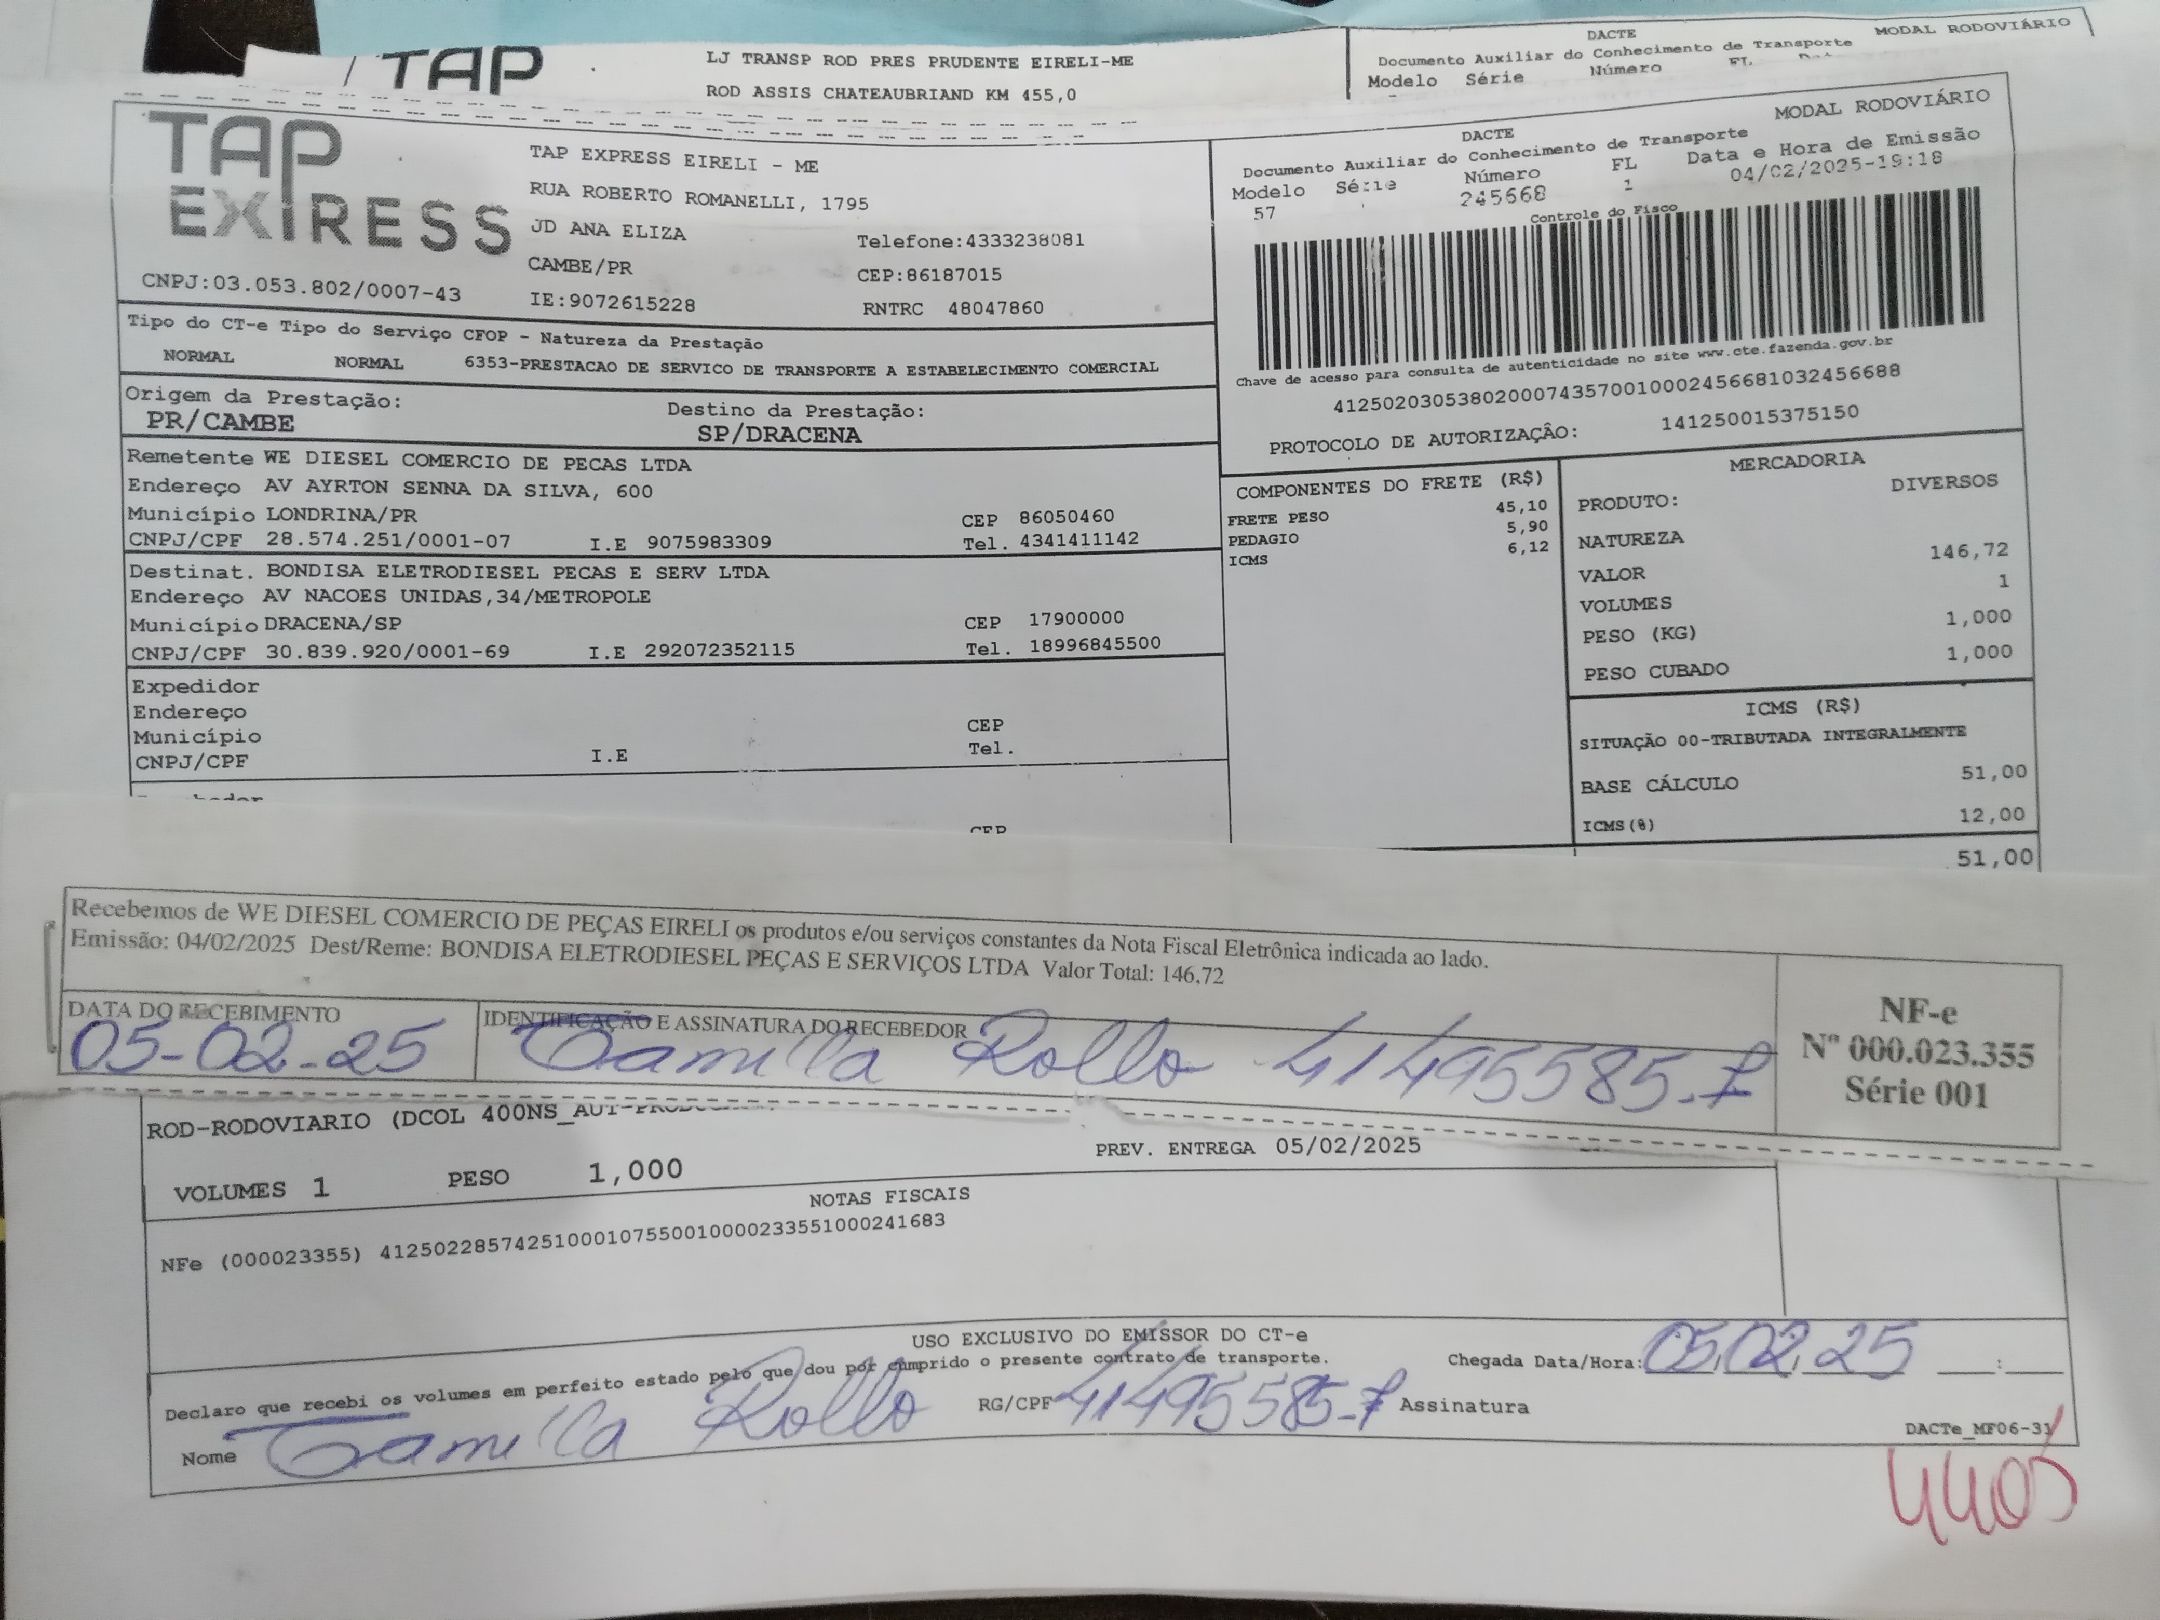 TAP
LJ TRANSP ROD PRES PRUDENTE EIRELI-ME
ROD ASSIS CHATEAUBRIAND KM 455,0
DACTE
MODAL RODOVIÁRIO
Documento Auxiliar do Conhecimento de Transporte
Modelo Série Número FL
TAP EXPRESS
CNPJ:03.053.802/0007-43
TAP EXPRESS EIRELI - ME
RUA ROBERTO ROMANELLI, 1795
JD ANA ELIZA
Telefone:4333238081
CAMBE/PR
CEP:86187015
IE:9072615228
RNTRC 48047860
MODAL RODOVIÁRIO
DACTE
Documento Auxiliar do Conhecimento de Transporte
Modelo Série Número FL Data e Hora de Emissão
57 245668 1 04/02/2025-19:18
Controle do Fisco
Chave de acesso para consulta de autenticidade no site www.cte.fazenda.gov.br
41250203053802000743570010002456681032456688
PROTOCOLO DE AUTORIZAÇÃO: 141250015375150
Tipo do CT-e Tipo do Serviço CFOP - Natureza da Prestação
NORMAL NORMAL 6353-PRESTACAO DE SERVICO DE TRANSPORTE A ESTABELECIMENTO COMERCIAL
Origem da Prestação: Destino da Prestação:
PR/CAMBE SP/DRACENA
Remetente WE DIESEL COMERCIO DE PECAS LTDA
Endereço AV AYRTON SENNA DA SILVA, 600
Município LONDRINA/PR CEP 86050460
CNPJ/CPF 28.574.251/0001-07 I.E 9075983309 Tel. 4341411142
Destinat. BONDISA ELETRODIESEL PECAS E SERV LTDA
Endereço AV NACOES UNIDAS,34/METROPOLE
Município DRACENA/SP CEP 17900000
CNPJ/CPF 30.839.920/0001-69 I.E 292072352115 Tel. 18996845500
Expedidor
Endereço
Município CEP
CNPJ/CPF I.E Tel.
CEP
COMPONENTES DO FRETE (R$)
FRETE PESO 45,10
PEDAGIO 5,90
ICMS 6,12
MERCADORIA
PRODUTO: DIVERSOS
NATUREZA
VALOR 146,72
VOLUMES 1
PESO (KG) 1,000
PESO CUBADO 1,000
ICMS (R$)
SITUAÇÃO 00-TRIBUTADA INTEGRALMENTE
BASE CÁLCULO 51,00
ICMS(%) 12,00
51,00
Recebemos de WE DIESEL COMERCIO DE PEÇAS EIRELI os produtos e/ou serviços constantes da Nota Fiscal Eletrônica indicada ao lado.
Emissão: 04/02/2025 Dest/Reme: BONDISA ELETRODIESEL PEÇAS E SERVIÇOS LTDA Valor Total: 146,72
DATA DO RECEBIMENTO IDENTIFICAÇÃO E ASSINATURA DO RECEBEDOR
05-02-25 Camila Rollo 41495585-7
NF-e
Nº 000.023.355
Série 001
ROD-RODOVIARIO (DCOL 400NS_AUT-
VOLUMES 1 PESO 1,000 PREV. ENTREGA 05/02/2025
NOTAS FISCAIS
NFe (000023355) 41250228574251000107550010000233551000241683
USO EXCLUSIVO DO EMISSOR DO CT-e
Declaro que recebi os volumes em perfeito estado pelo que dou por cumprido o presente contrato de transporte.
Chegada Data/Hora: 05,02,25 __:__
Nome Camila Rollo RG/CPF 41495585-7 Assinatura
DACTe_MF06-31
4405